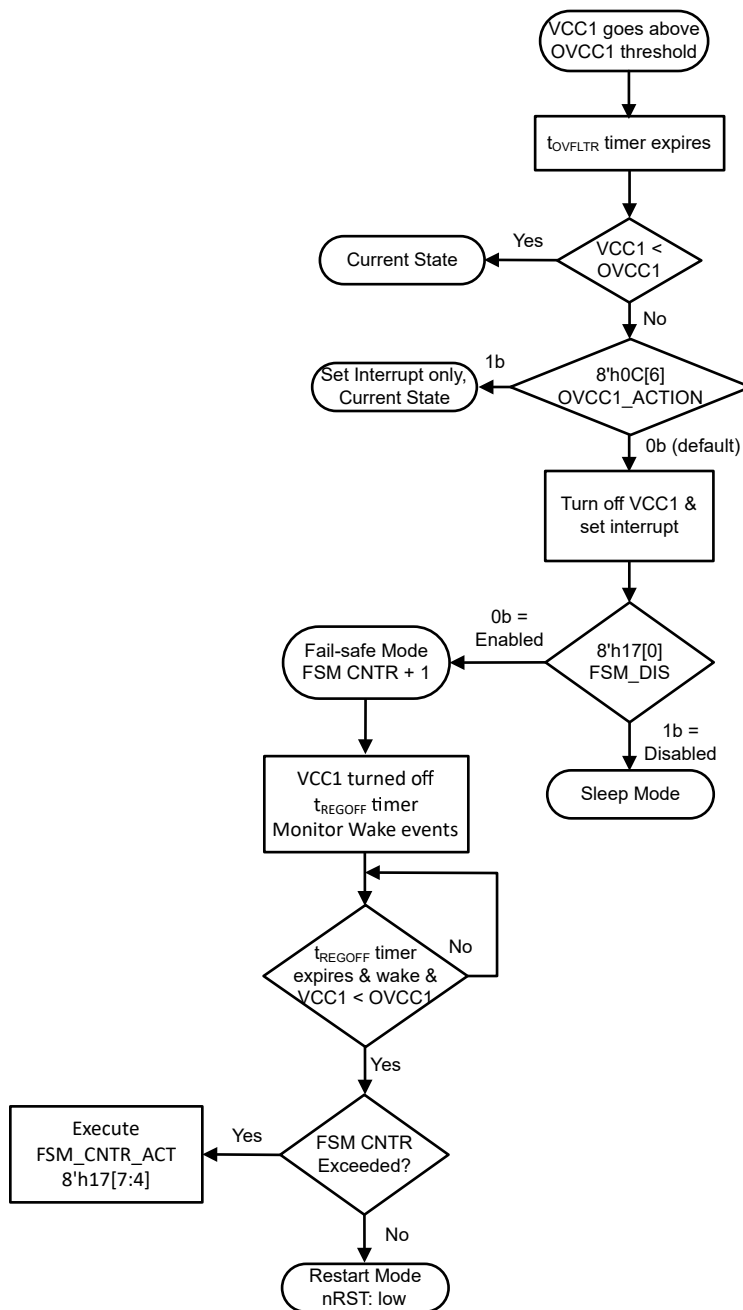 VCC1 goes above
OVCC1 threshold
tOVFLTR timer expires
Yes
VCC1 <
OVCC1
Current State
No
1b
8'h0C[6]
OVCC1_ACTION
Set Interrupt only,
Current State
0b (default)
Turn off VCC1 &
set interrupt
0b =
Enabled
8'h17[0]
FSM_DIS
Fail-safe Mode
FSM CNTR + 1
1b =
Disabled
Sleep Mode
VCC1 turned off
tREGOFF timer
Monitor Wake events
tREGOFF timer
expires & wake &
VCC1 < OVCC1
No
Yes
Execute
FSM_CNTR_ACT
8'h17[7:4]
Yes
FSM CNTR
Exceeded?
No
Restart Mode
nRST: low